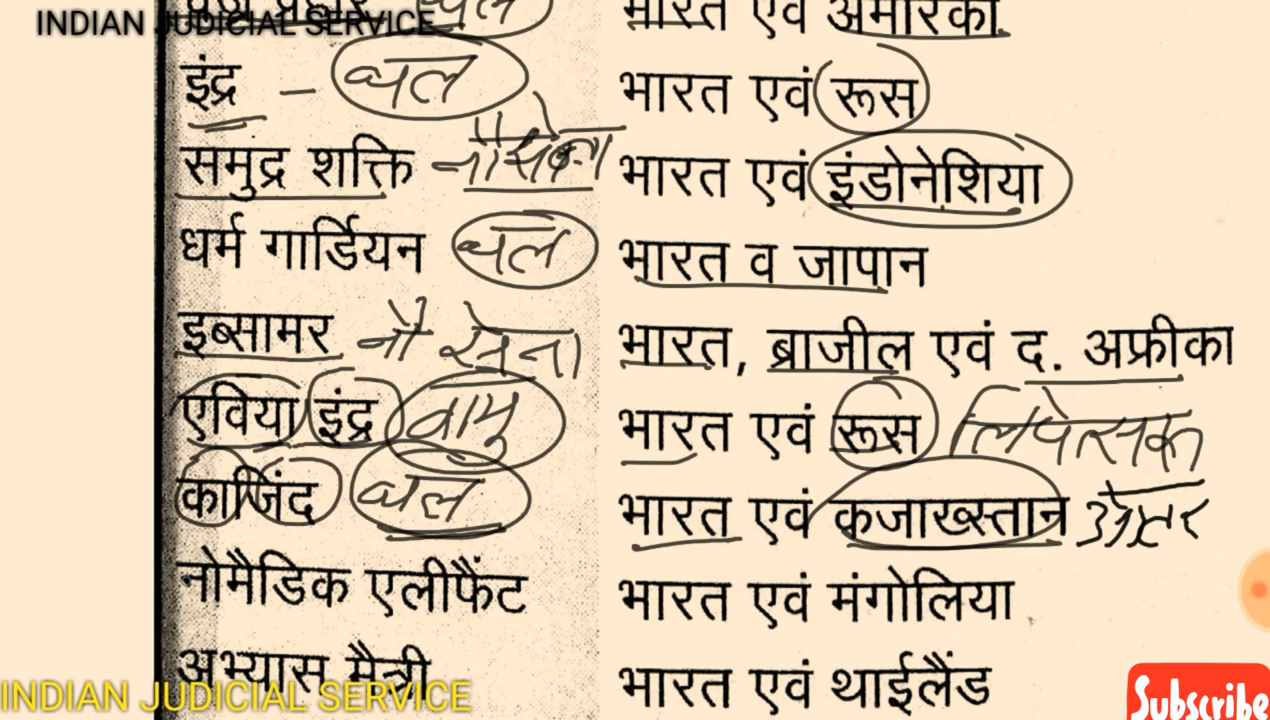 INDIAN JUDICIAL SERVICE
भारत एवं अमेरिका
इंद्र – थल भारत एवं रूस
समुद्र शक्ति – नौसेना भारत एवं इंडोनेशिया
धर्म गार्डियन थल भारत व जापान
इब्सामर नौ सेना भारत, ब्राजील एवं द. अफ्रीका
एविया इंद्र वायु भारत एवं रूस लिपेत्सक
काजिंद थल भारत एवं कजाख्स्तान
नोमैडिक एलीफैंट भारत एवं मंगोलिया
अभ्यास मैत्री भारत एवं थाईलैंड
INDIAN JUDICIAL SERVICE
Subscribe